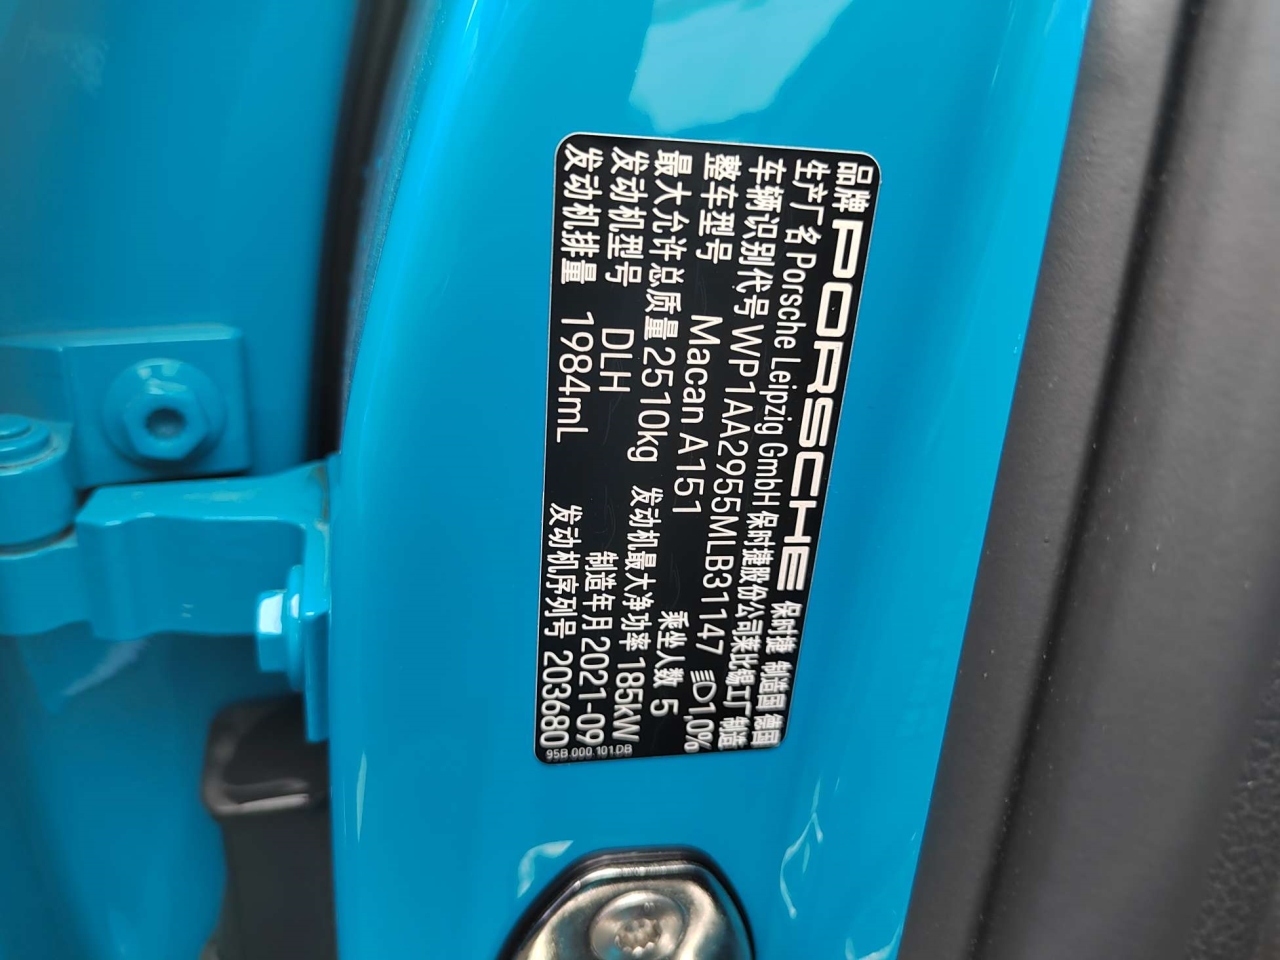 品牌 PORSCHE 保时捷 制造国 德国
生产厂名 Porsche Leipzig GmbH 保时捷股份公司莱比锡工厂 制造
车辆识别代号 WP1AA2955MLB31147 1,0%
整车型号 Macan A151 乘坐人数 5
最大允许总质量 2510kg 发动机最大净功率 185kW
发动机型号 DLH 制造年月 2021-09
发动机排量 1984mL 发动机序列号 203680
95B.000.101.DB